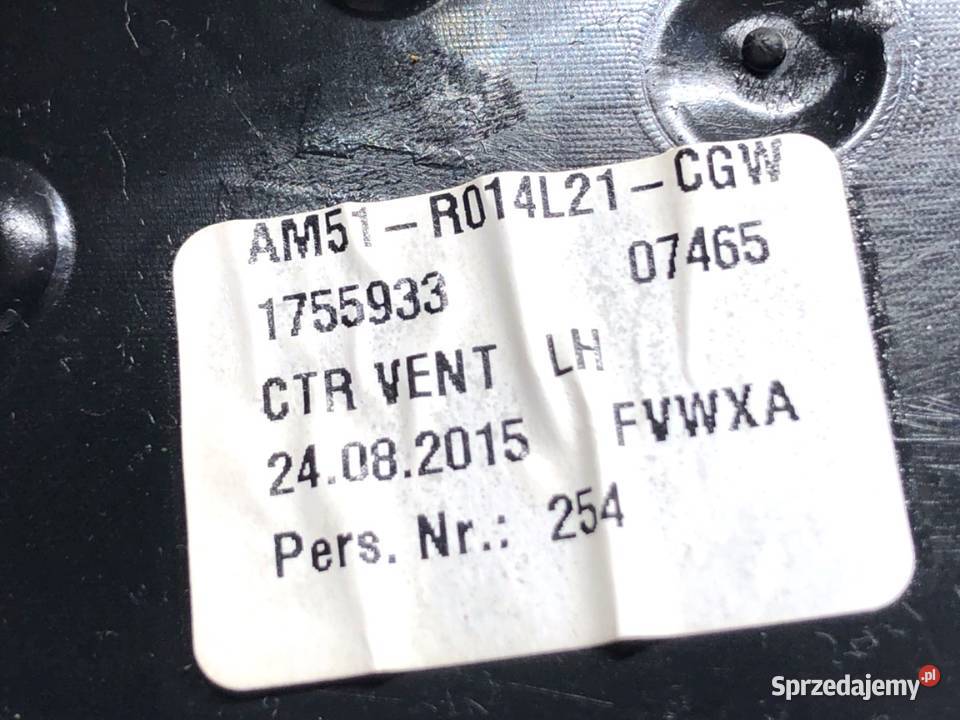 AM51-R014L21-CGW
1755933 07465
CTR VENT LH
24.08.2015 FVWXA
Pers. Nr.: 254
Sprzedajemy.pl